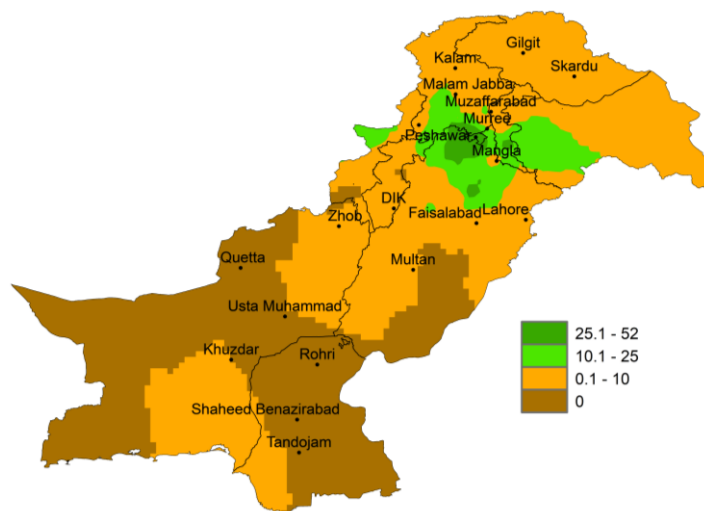 Gilgit
Kalam
Skardu
Malam Jabba
Muzaffarabad
Murree
Peshawar
Mangla
DIK
Zhob
Faisalabad
Lahore
Quetta
Multan
Usta Muhammad
Khuzdar
Rohri
Shaheed Benazirabad
Tandojam
25.1 - 52
10.1 - 25
0.1 - 10
0